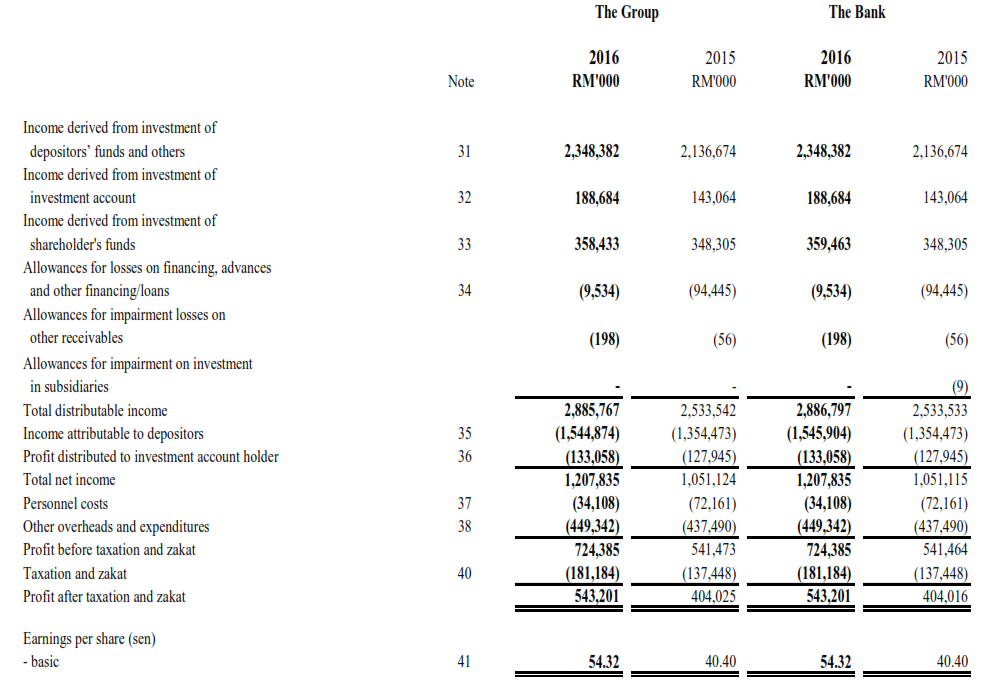 The Group The Bank
2016 2015 2016 2015
Note RM'000 RM'000 RM'000 RM'000
Income derived from investment of
depositors’ funds and others 31 2,348,382 2,136,674 2,348,382 2,136,674
Income derived from investment of
investment account 32 188,684 143,064 188,684 143,064
Income derived from investment of
shareholder's funds 33 358,433 348,305 359,463 348,305
Allowances for losses on financing, advances
and other financing/loans 34 (9,534) (94,445) (9,534) (94,445)
Allowances for impairment losses on
other receivables (198) (56) (198) (56)
Allowances for impairment on investment
in subsidiaries - - - (9)
Total distributable income 2,885,767 2,533,542 2,886,797 2,533,533
Income attributable to depositors 35 (1,544,874) (1,354,473) (1,545,904) (1,354,473)
Profit distributed to investment account holder 36 (133,058) (127,945) (133,058) (127,945)
Total net income 1,207,835 1,051,124 1,207,835 1,051,115
Personnel costs 37 (34,108) (72,161) (34,108) (72,161)
Other overheads and expenditures 38 (449,342) (437,490) (449,342) (437,490)
Profit before taxation and zakat 724,385 541,473 724,385 541,464
Taxation and zakat 40 (181,184) (137,448) (181,184) (137,448)
Profit after taxation and zakat 543,201 404,025 543,201 404,016
Earnings per share (sen)
- basic 41 54.32 40.40 54.32 40.40